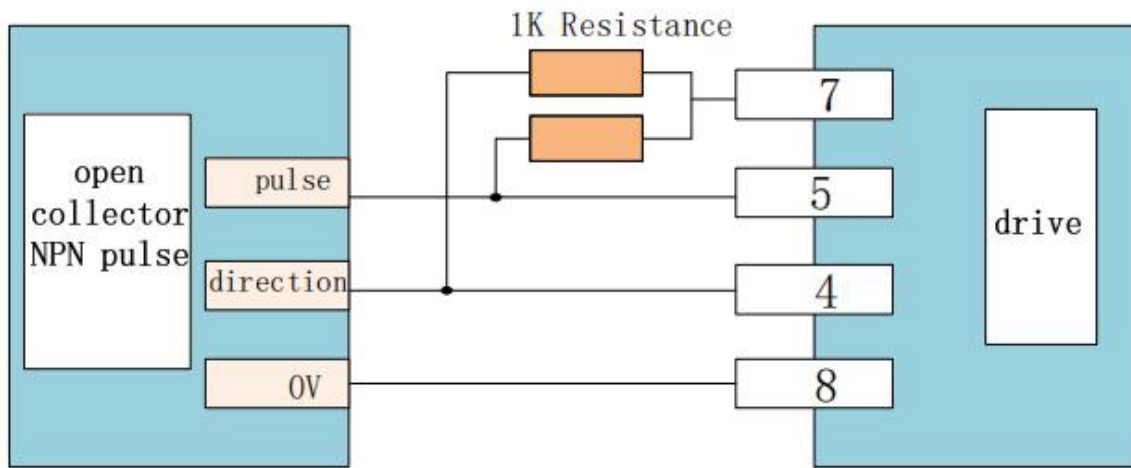 1K Resistance
7
open
collector
NPN pulse
pulse
5
drive
direction
4
0V
8